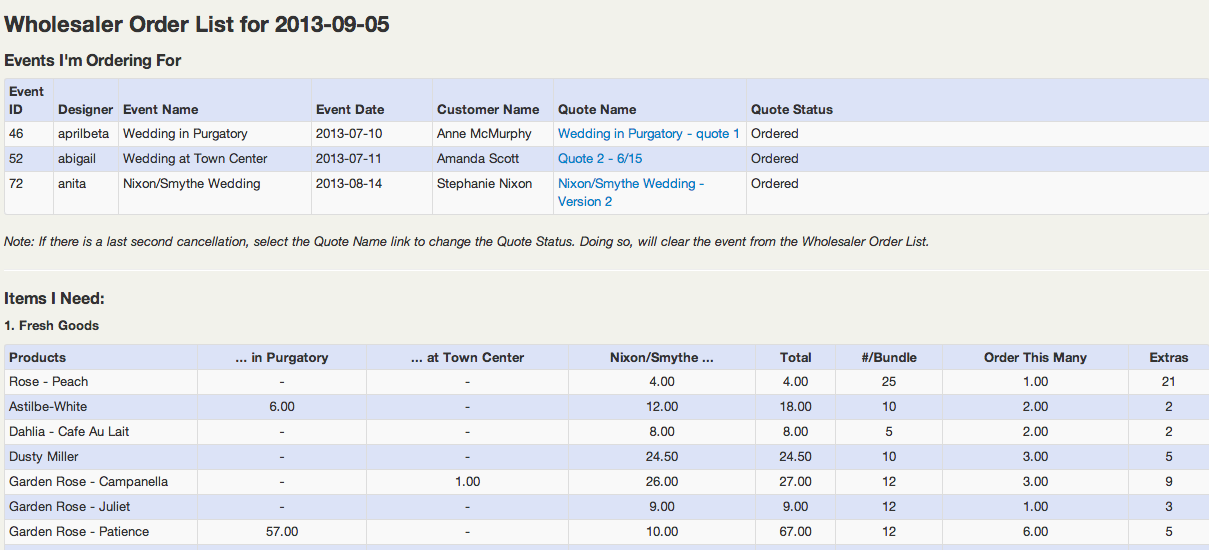 Wholesaler Order List for 2013-09-05
Events I'm Ordering For
Event ID Designer Event Name Event Date Customer Name Quote Name Quote Status
46 aprilbeta Wedding in Purgatory 2013-07-10 Anne McMurphy Wedding in Purgatory - quote 1 Ordered
52 abigail Wedding at Town Center 2013-07-11 Amanda Scott Quote 2 - 6/15 Ordered
72 anita Nixon/Smythe Wedding 2013-08-14 Stephanie Nixon Nixon/Smythe Wedding - Version 2 Ordered
Note: If there is a last second cancellation, select the Quote Name link to change the Quote Status. Doing so, will clear the event from the Wholesaler Order List.
Items I Need:
1. Fresh Goods
Products ... in Purgatory ... at Town Center Nixon/Smythe ... Total #/Bundle Order This Many Extras
Rose - Peach - - 4.00 4.00 25 1.00 21
Astilbe-White 6.00 - 12.00 18.00 10 2.00 2
Dahlia - Cafe Au Lait - - 8.00 8.00 5 2.00 2
Dusty Miller - - 24.50 24.50 10 3.00 5
Garden Rose - Campanella - 1.00 26.00 27.00 12 3.00 9
Garden Rose - Juliet - - 9.00 9.00 12 1.00 3
Garden Rose - Patience 57.00 - 10.00 67.00 12 6.00 5